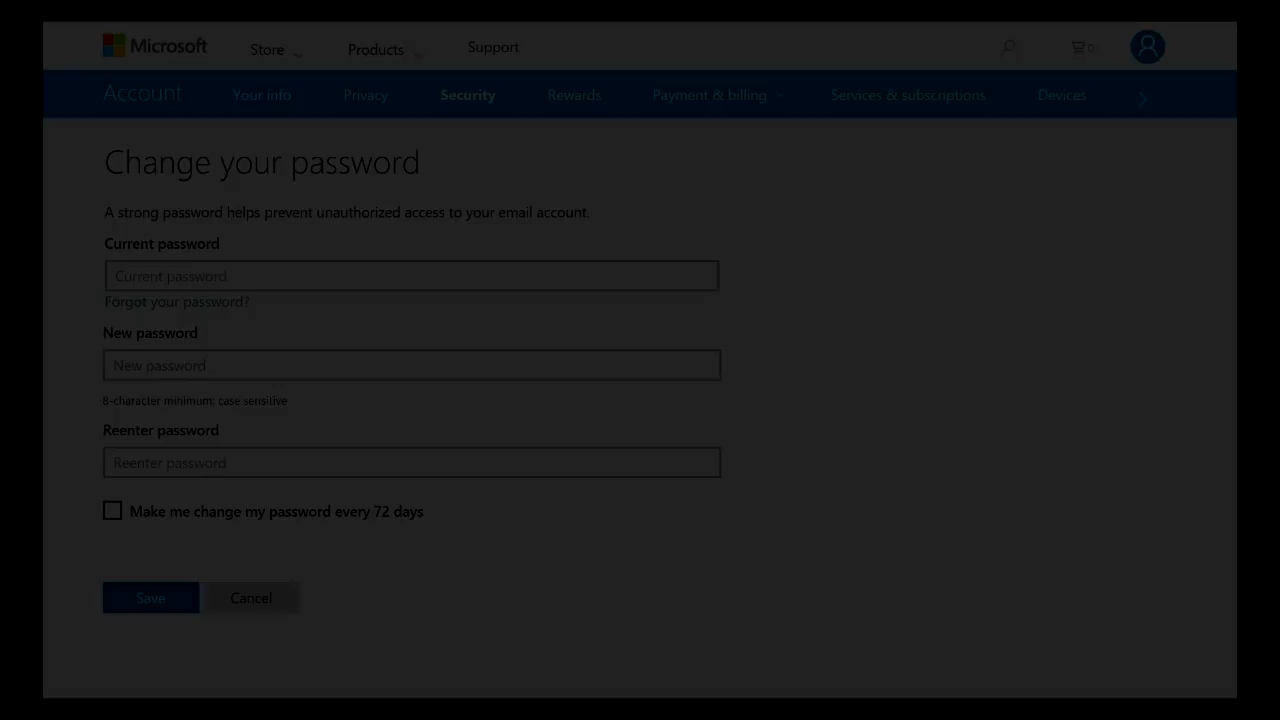 Microsoft Store Products Support 0
Account Your info Privacy Security Rewards Payment & billing Services & subscriptions Devices
Change your password
A strong password helps prevent unauthorized access to your email account.
Current password
Current password
Forgot your password?
New password
New password
8-character minimum; case sensitive
Reenter password
Reenter password
Make me change my password every 72 days
Save Cancel